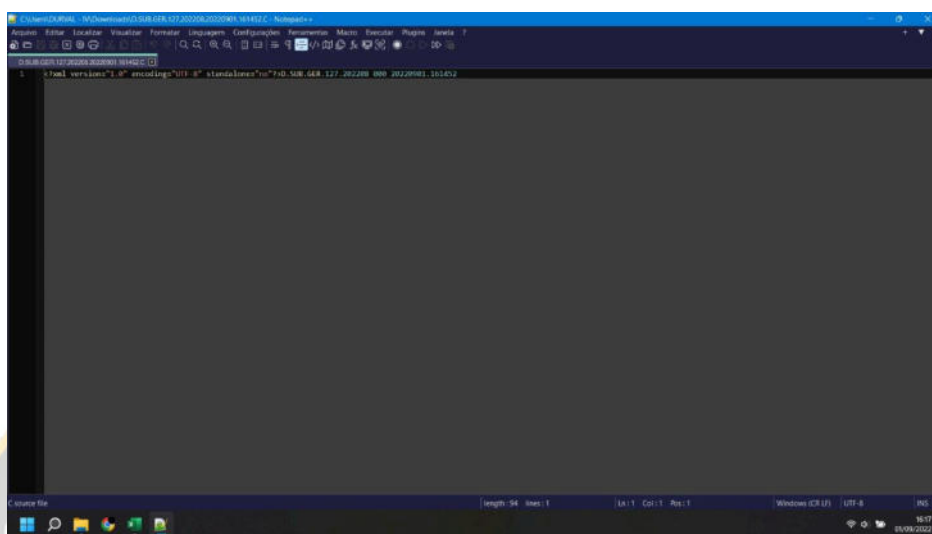 C:\Users\DURVAL - IV\Downloads\D.SUB.GER.127.202208.20220901.161452.C - Notepad++
Arquivo Editar Localizar Visualizar Formatar Linguagem Configurações Ferramentas Macro Executar Plugins Janela ?
D.SUB.GER.127.202208.20220901.161452.C
1 <?xml version="1.0" encoding="UTF-8" standalone="no"?>D.SUB.GER.127.202208 000 20220901.161452
C source file length : 94 lines : 1 Ln : 1 Col : 1 Pos : 1 Windows (CR LF) UTF-8 INS
16:17
01/09/2022